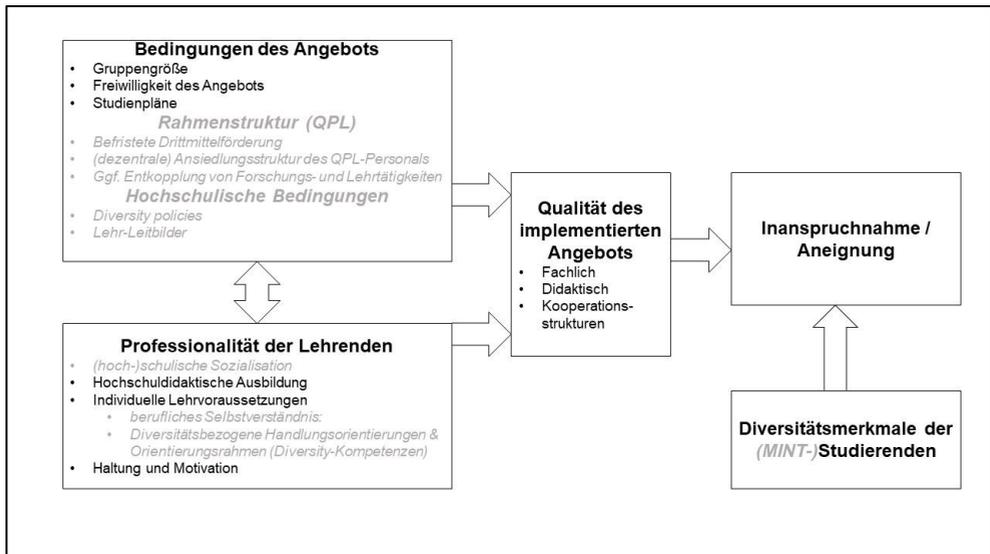 Bedingungen des Angebots
• Gruppengröße
• Freiwilligkeit des Angebots
• Studienpläne
Rahmenstruktur (QPL)
• Befristete Drittmittelförderung
• (dezentrale) Ansiedlungsstruktur des QPL-Personals
• Ggf. Entkopplung von Forschungs- und Lehrtätigkeiten
Hochschulische Bedingungen
• Diversity policies
• Lehr-Leitbilder
Professionalität der Lehrenden
• (hoch-)schulische Sozialisation
• Hochschuldidaktische Ausbildung
• Individuelle Lehrvoraussetzungen
• berufliches Selbstverständnis:
• Diversitätsbezogene Handlungsorientierungen &
Orientierungsrahmen (Diversity-Kompetenzen)
• Haltung und Motivation
Qualität des
implementierten
Angebots
• Fachlich
• Didaktisch
• Kooperations-
strukturen
Inanspruchnahme /
Aneignung
Diversitätsmerkmale der
(MINT-)Studierenden